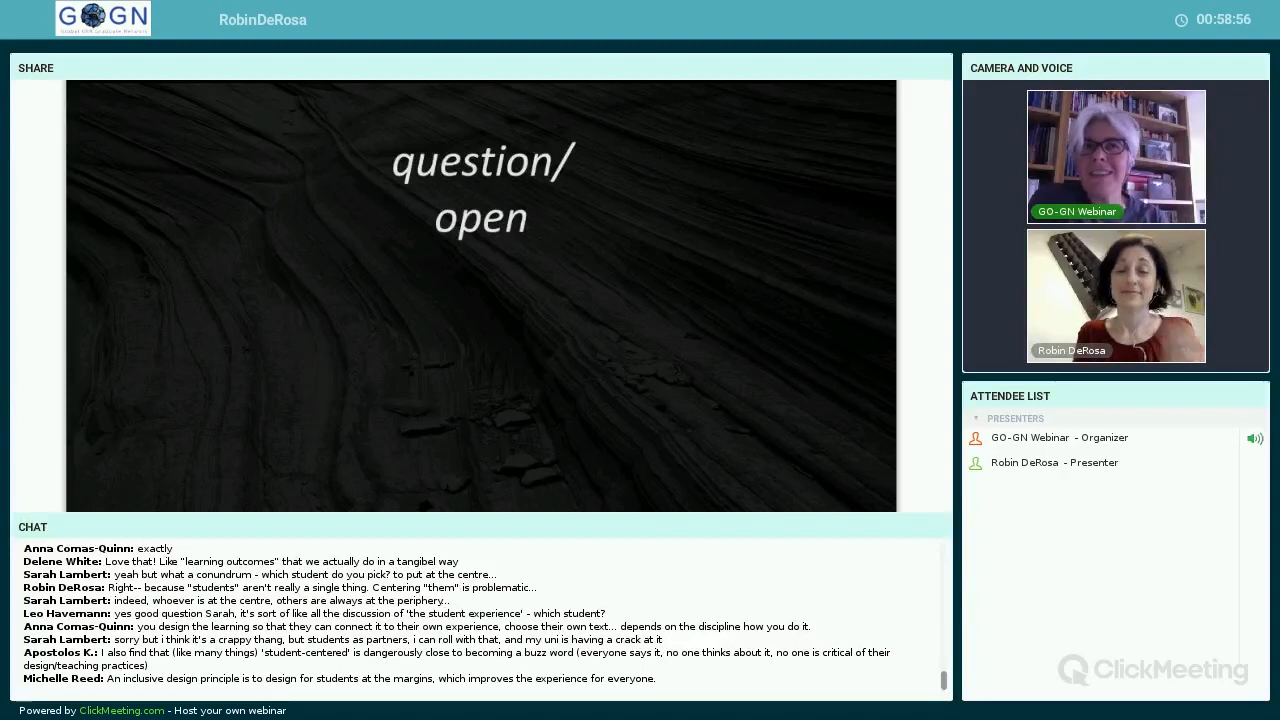 GO GN
Global OER Graduate Network
RobinDeRosa
00:58:56
SHARE
question/
open
CAMERA AND VOICE
GO-GN Webinar
Robin DeRosa
ATTENDEE LIST
PRESENTERS
GO-GN Webinar - Organizer
Robin DeRosa - Presenter
CHAT
Anna Comas-Quinn: exactly
Delene White: Love that! Like "learning outcomes" that we actually do in a tangibel way
Sarah Lambert: yeah but what a conundrum - which student do you pick? to put at the centre...
Robin DeRosa: Right-- because "students" aren't really a single thing. Centering "them" is problematic...
Sarah Lambert: indeed, whoever is at the centre, others are always at the periphery...
Leo Havemann: yes good question Sarah, it's sort of like all the discussion of 'the student experience' - which student?
Anna Comas-Quinn: you design the learning so that they can connect it to their own experience, choose their own text... depends on the discipline how you do it.
Sarah Lambert: sorry but i think it's a crappy thang, but students as partners, i can roll with that, and my uni is having a crack at it
Apostolos K.: I also find that (like many things) 'student-centered' is dangerously close to becoming a buzz word (everyone says it, no one thinks about it, no one is critical of their
design/teaching practices)
Michelle Reed: An inclusive design principle is to design for students at the margins, which improves the experience for everyone.
ClickMeeting
Powered by ClickMeeting.com - Host your own webinar